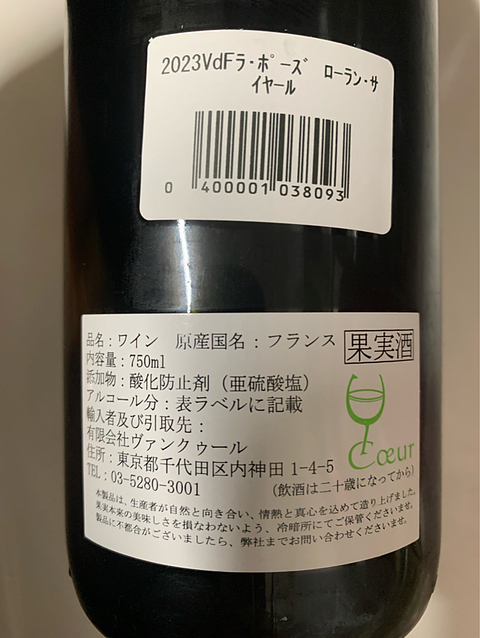 2023VdFラ・ポーズ ローラン・サ
イヤール
0 400001 038093
品名：ワイン 原産国名：フランス
果実酒
内容量：750ml
添加物：酸化防止剤（亜硫酸塩）
アルコール分：表ラベルに記載
輸入者及び引取先：
有限会社ヴァンクゥール
住所：東京都千代田区内神田 1-4-5
TEL：03-5280-3001
Cœur
（飲酒は二十歳になってから）
本製品は、生産者が自然と向き合い、情熱と真心を込めて造り上げました。
果実本来の美味しさを損なわないよう、冷暗所にてご保管くださいませ。
製品に不都合がございましたら、弊社までお問い合わせくださいませ。